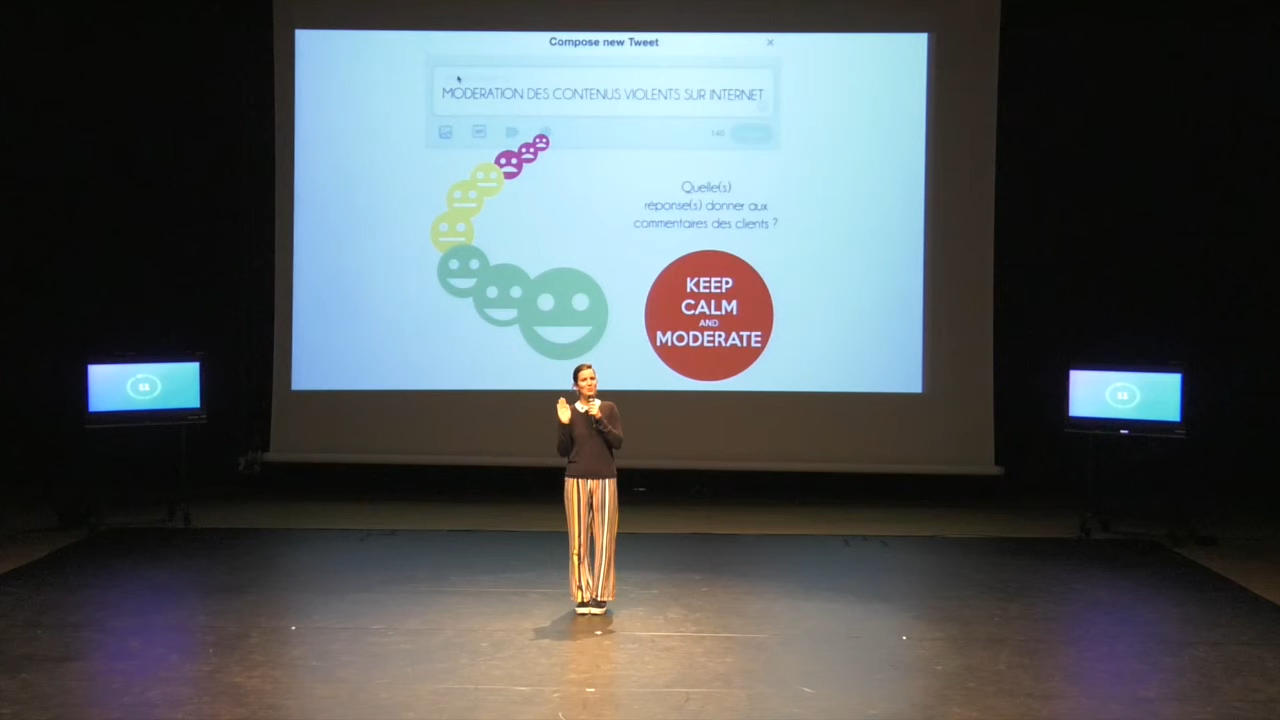 Compose new Tweet
MODERATION DES CONTENUS VIOLENTS SUR INTERNET
140
Quelle(s)
réponse(s) donner aux
commentaires des clients ?
KEEP
CALM
AND
MODERATE